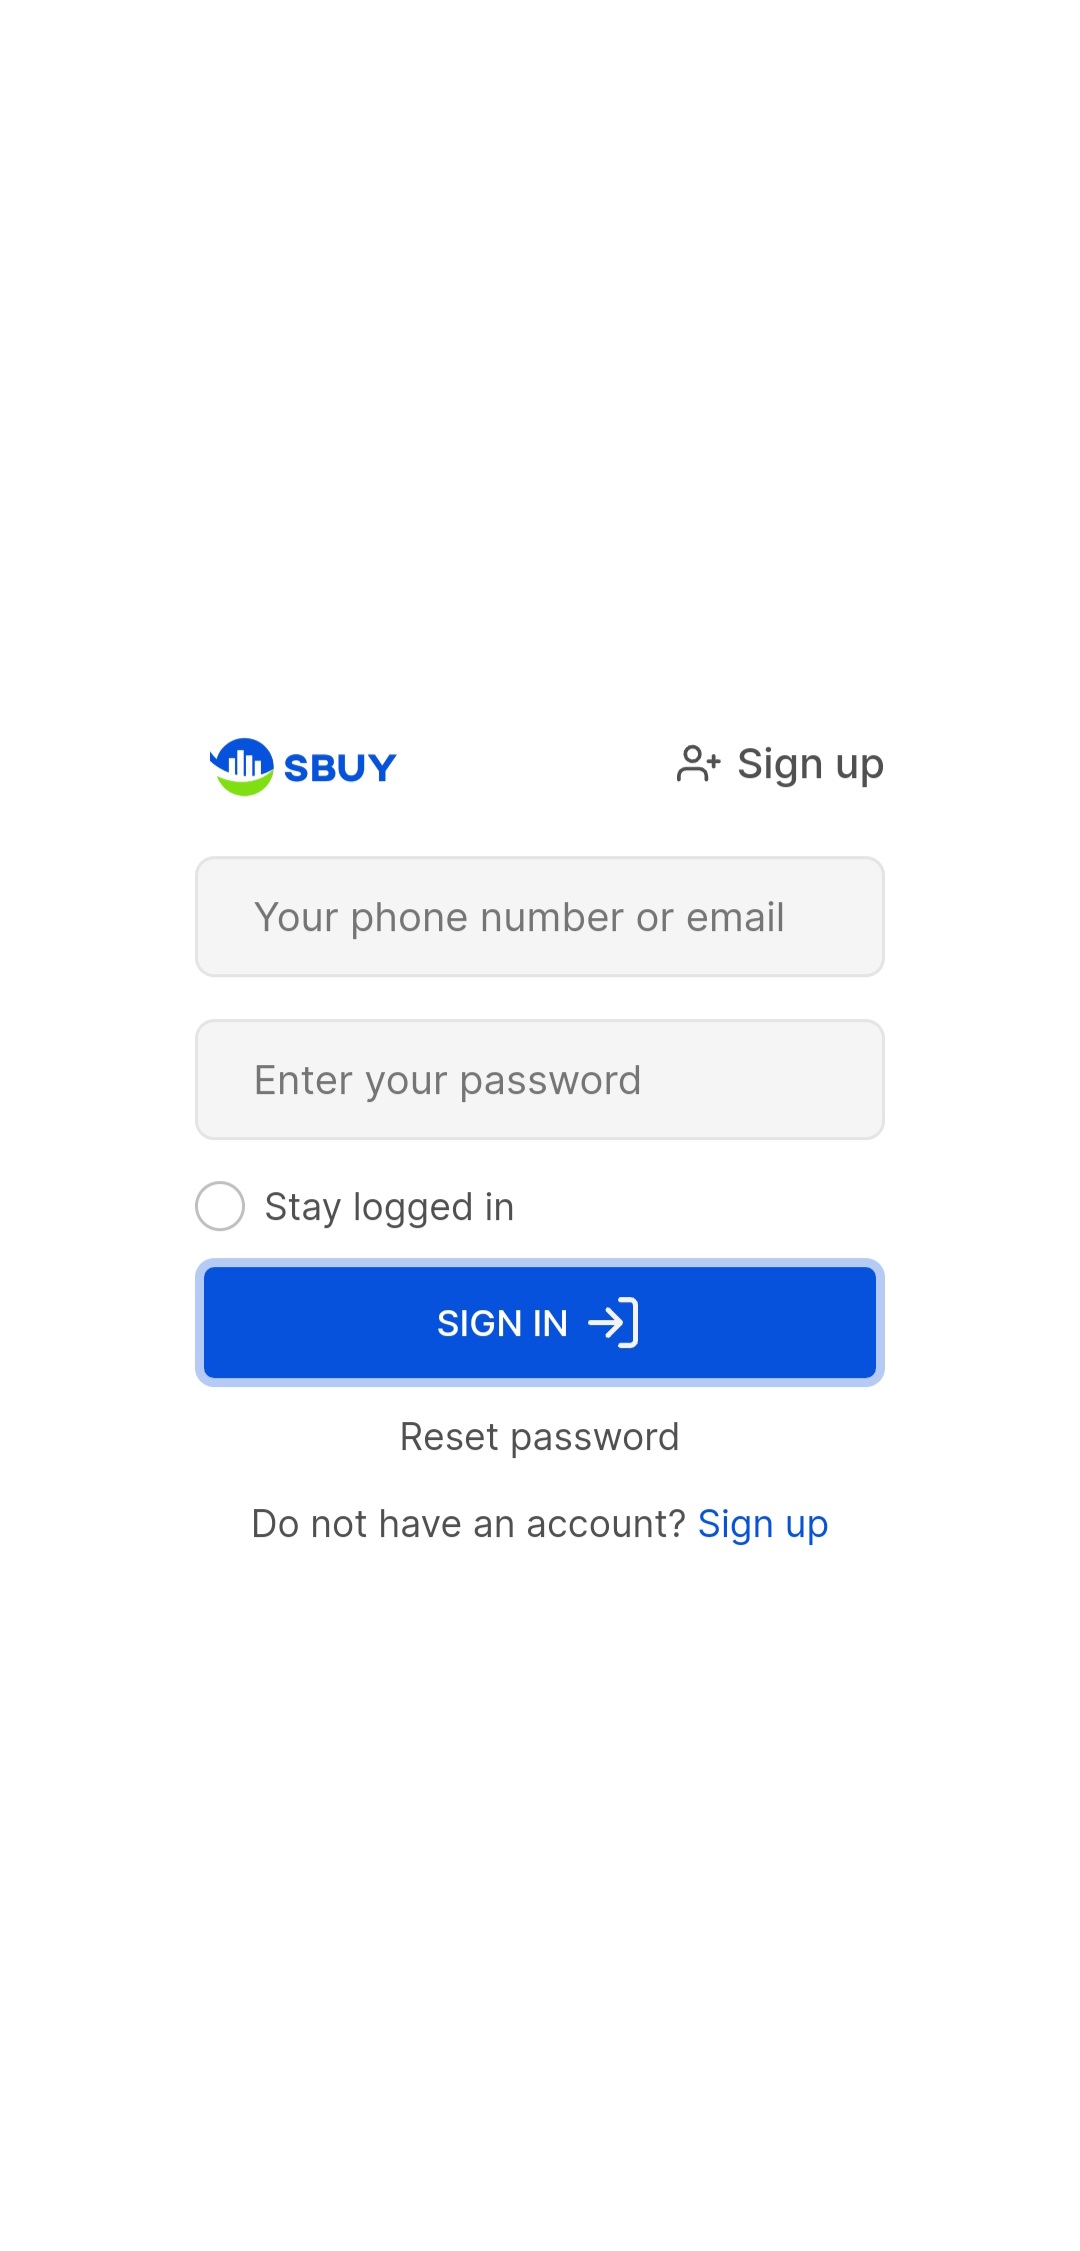 SBUY
Sign up
Your phone number or email
Enter your password
Stay logged in
SIGN IN
Reset password
Do not have an account? Sign up